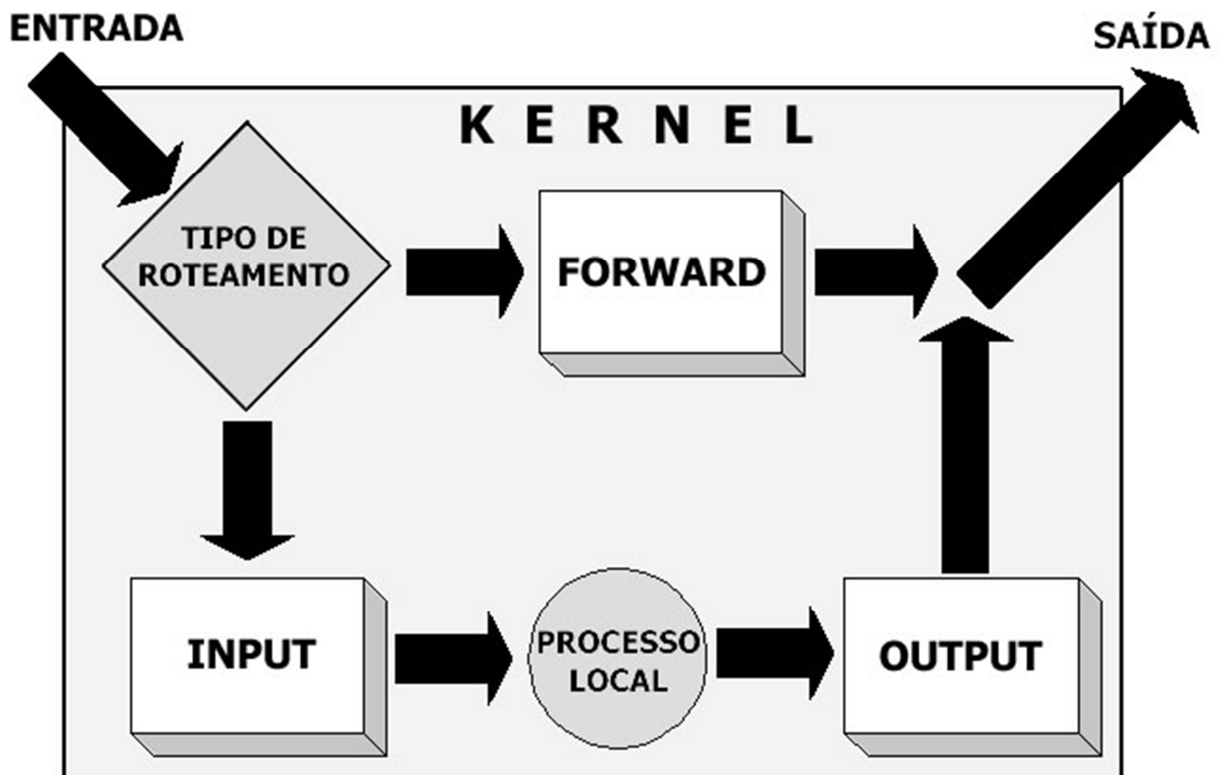 ENTRADA
SAÍDA
K E R N E L
TIPO DE
ROTEAMENTO
FORWARD
INPUT
PROCESSO
LOCAL
OUTPUT